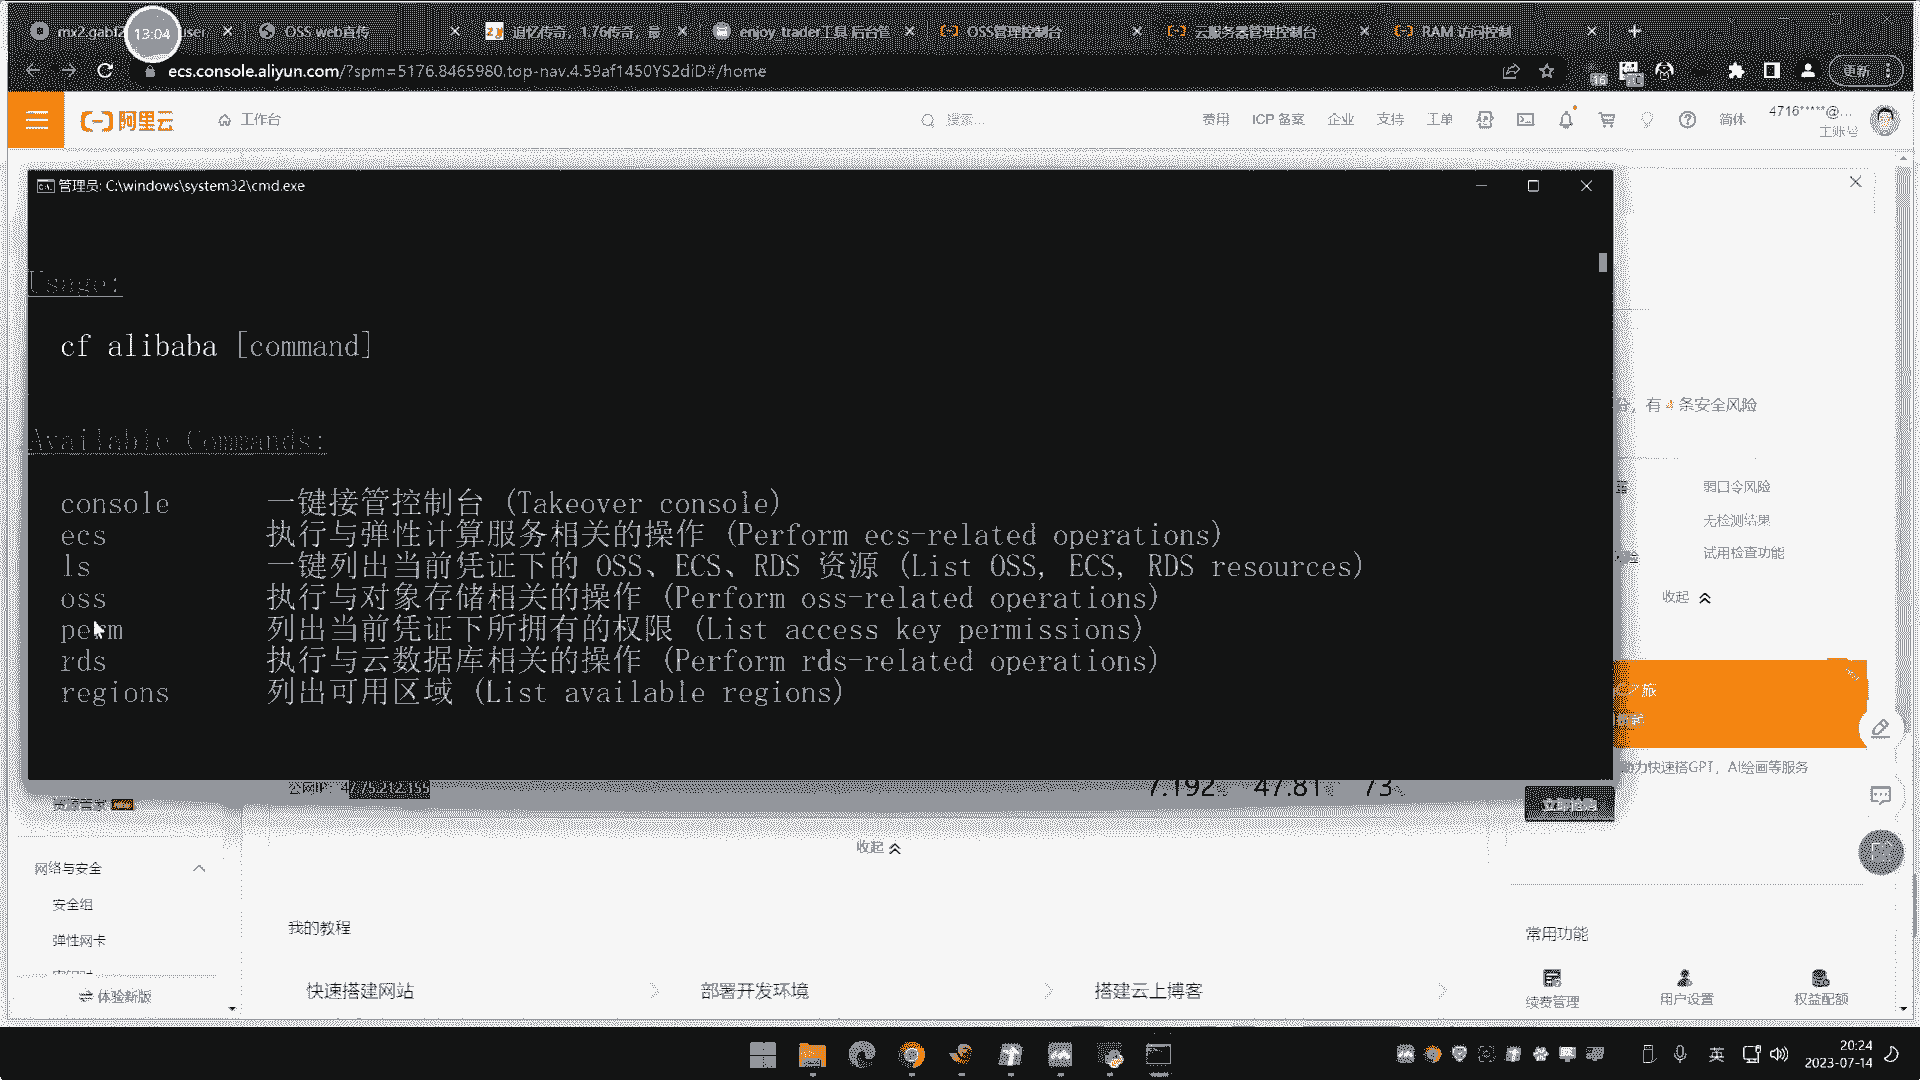 13:04
OSS web直传
追忆传奇，1.76传奇，最
enjoy trader工具 后台管
OSS管理控制台
云服务器管理控制台
RAM 访问控制
ecs.console.aliyun.com/?spm=5176.8465980.top-nav.4.59af1450YS2diD#/home
16
更新
阿里云
工作台
搜索...
费用
ICP 备案
企业
支持
工单
简体
4716*****@...
主账号
管理员: C:\windows\system32\cmd.exe
Usage:
cf alibaba [command]
Available Commands:
console 一键接管控制台 (Takeover console)
ecs 执行与弹性计算服务相关的操作 (Perform ecs-related operations)
ls 一键列出当前凭证下的 OSS、ECS、RDS 资源 (List OSS, ECS, RDS resources)
oss 执行与对象存储相关的操作 (Perform oss-related operations)
perm 列出当前凭证下所拥有的权限 (List access key permissions)
rds 执行与云数据库相关的操作 (Perform rds-related operations)
regions 列出可用区域 (List available regions)
有 4 条安全风险
弱口令风险
无检测结果
试用检查功能
收起
之旅
助力快速搭GPT，AI绘画等服务
公网IP：47.75.212.155
7.192% 47.81% 73%
资源管家
收起
网络与安全
安全组
弹性网卡
体验新版
我的教程
快速搭建网站
部署开发环境
搭建云上博客
常用功能
续费管理
用户设置
权益配额
英
20:24
2023-07-14